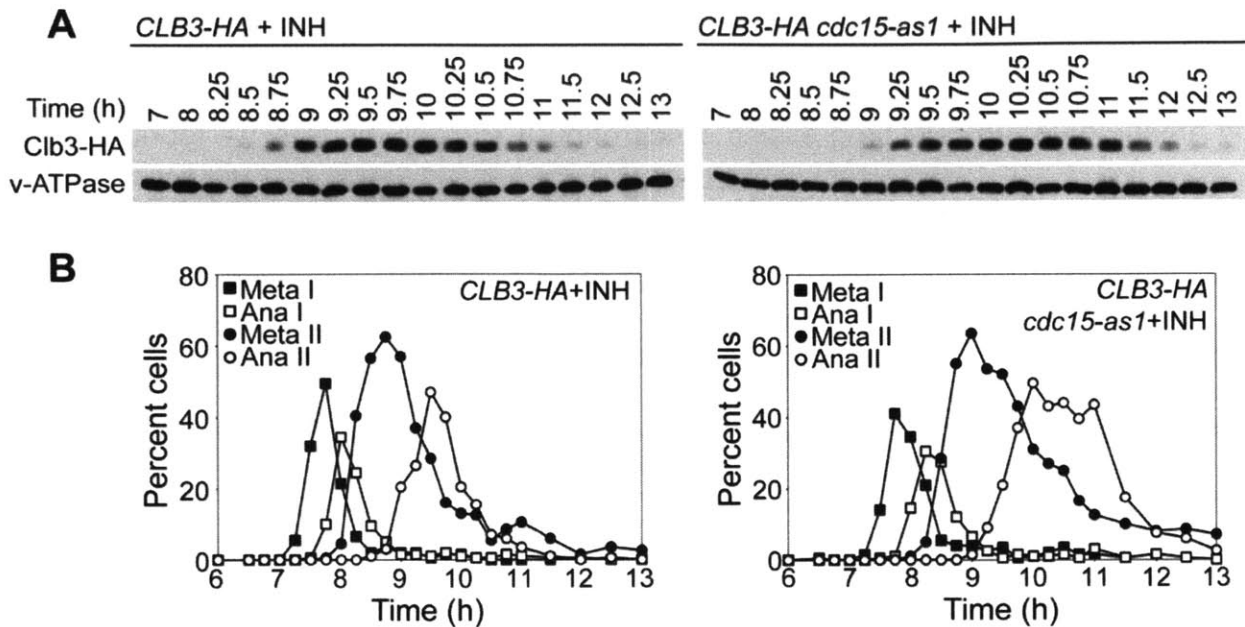 A
CLB3-HA + INH
CLB3-HA cdc15-as1 + INH
Time (h) 7 8 8.25 8.5 8.75 9 9.25 9.5 9.75 10 10.25 10.5 10.75 11 11.5 12 12.5 13
7 8 8.25 8.5 8.75 9 9.25 9.5 9.75 10 10.25 10.5 10.75 11 11.5 12 12.5 13
Clb3-HA
v-ATPase
B
80
60
40
20
0
Percent cells
Meta I
Ana I
Meta II
Ana II
CLB3-HA+INH
6 7 8 9 10 11 12 13
Time (h)
80
60
40
20
0
Percent cells
Meta I
Ana I
Meta II
Ana II
CLB3-HA
cdc15-as1+INH
6 7 8 9 10 11 12 13
Time (h)